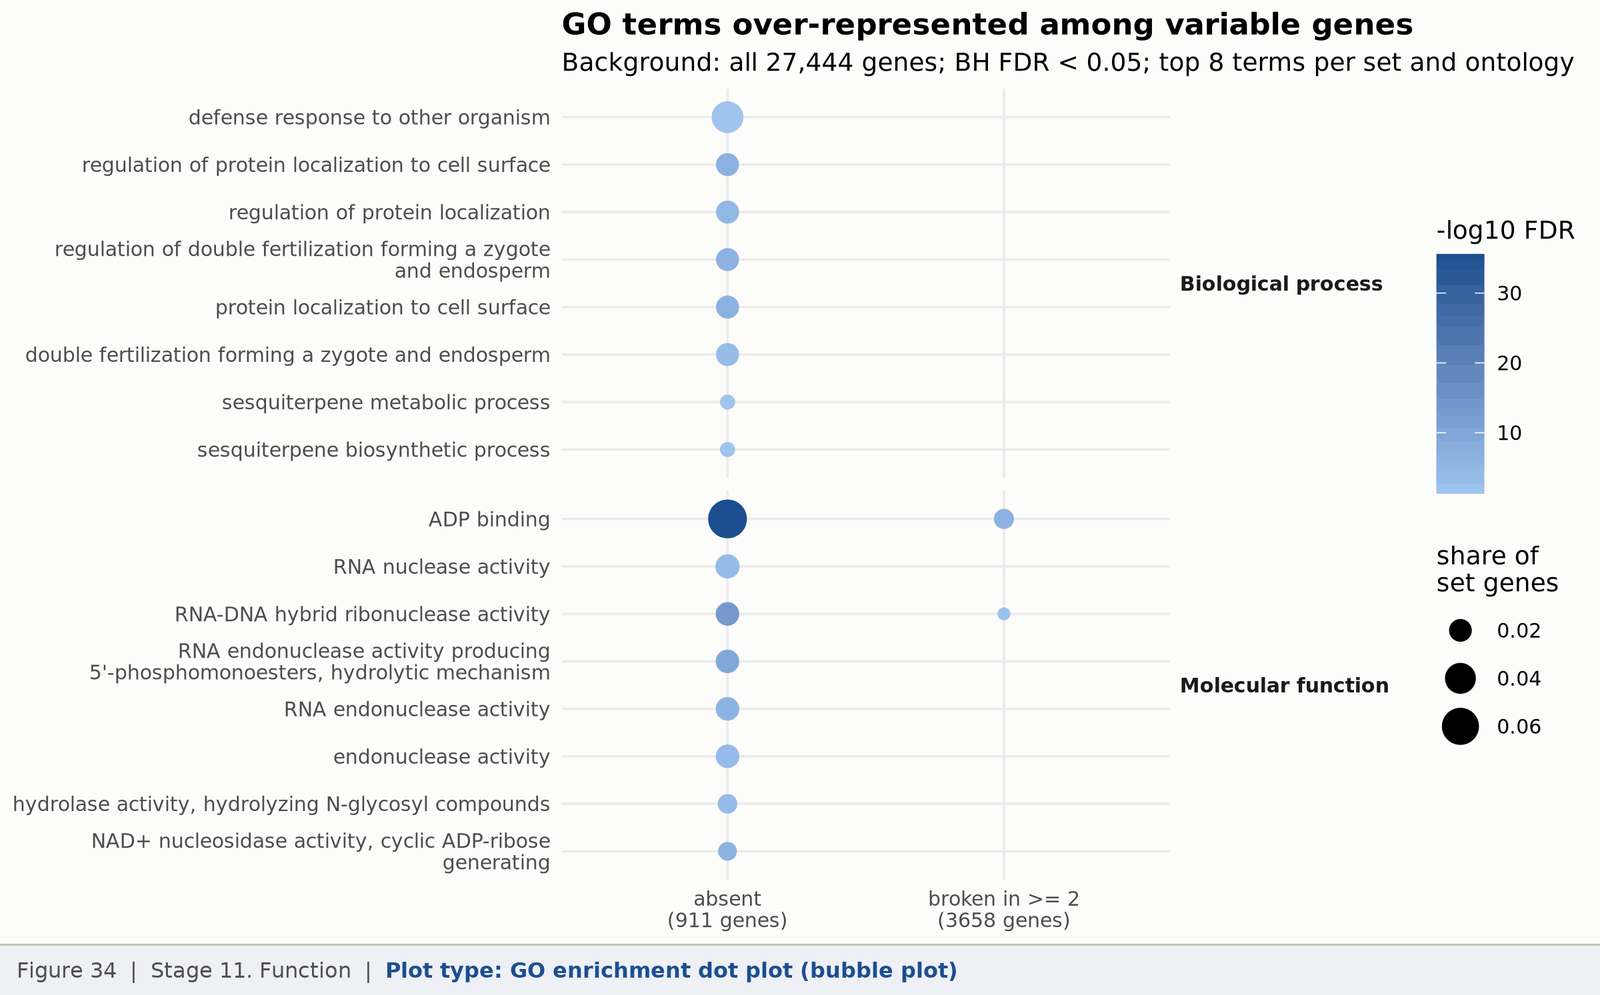 GO terms over-represented among variable genes
Background: all 27,444 genes; BH FDR < 0.05; top 8 terms per set and ontology
defense response to other organism
regulation of protein localization to cell surface
regulation of protein localization
regulation of double fertilization forming a zygote
and endosperm
protein localization to cell surface
double fertilization forming a zygote and endosperm
sesquiterpene metabolic process
sesquiterpene biosynthetic process
Biological process
ADP binding
RNA nuclease activity
RNA-DNA hybrid ribonuclease activity
RNA endonuclease activity producing
5'-phosphomonoesters, hydrolytic mechanism
RNA endonuclease activity
endonuclease activity
hydrolase activity, hydrolyzing N-glycosyl compounds
NAD+ nucleosidase activity, cyclic ADP-ribose
generating
Molecular function
absent
(911 genes)
broken in >= 2
(3658 genes)
-log10 FDR
30
20
10
share of
set genes
0.02
0.04
0.06
Figure 34 | Stage 11. Function | Plot type: GO enrichment dot plot (bubble plot)